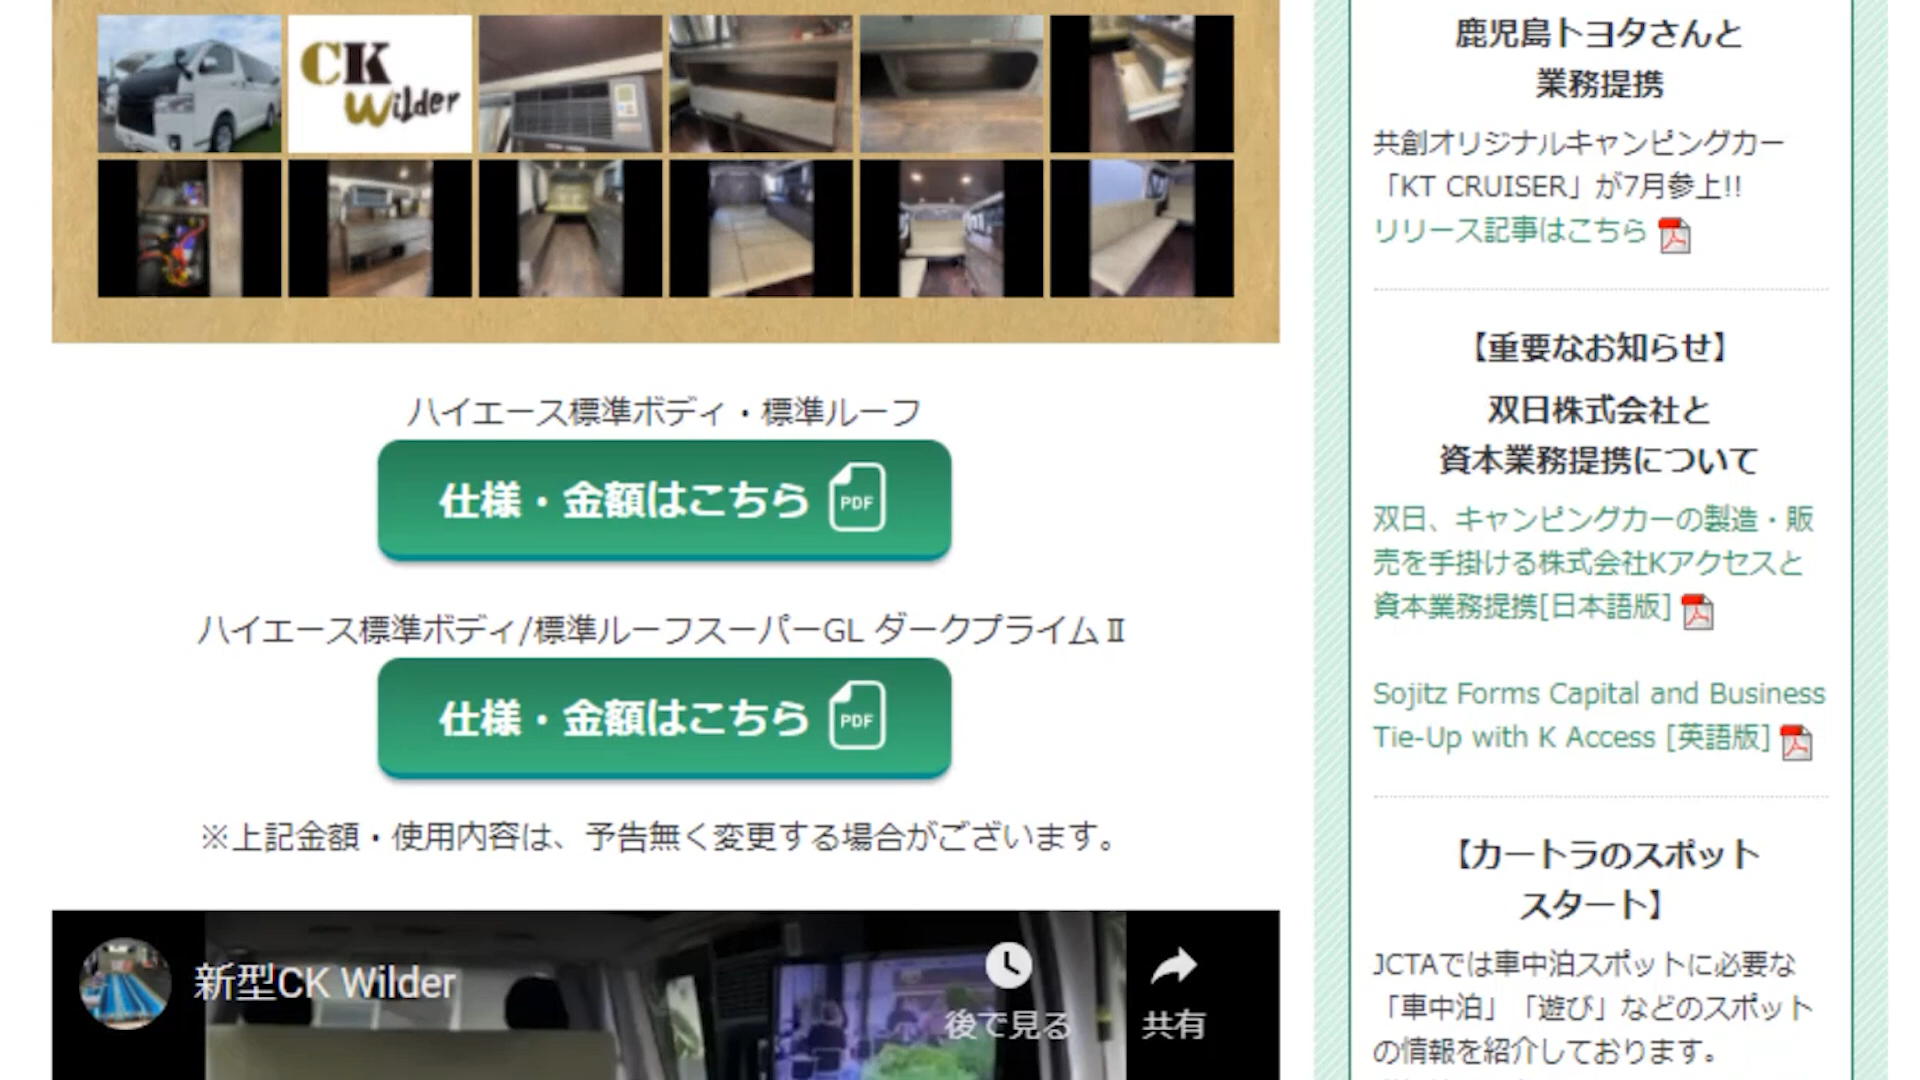 CK
Wilder
ハイエース標準ボディ・標準ルーフ
仕様・金額はこちら PDF
ハイエース標準ボディ/標準ルーフスーパーGL ダークプライムⅡ
仕様・金額はこちら PDF
※上記金額・使用内容は、予告無く変更する場合がございます。
新型CK Wilder
後で見る
共有
鹿児島トヨタさんと
業務提携
共創オリジナルキャンピングカー
「KT CRUISER」が7月参上!!
リリース記事はこちら
【重要なお知らせ】
双日株式会社と
資本業務提携について
双日、キャンピングカーの製造・販
売を手掛ける株式会社Kアクセスと
資本業務提携[日本語版]
Sojitz Forms Capital and Business
Tie-Up with K Access [英語版]
【カートラのスポット
スタート】
JCTAでは車中泊スポットに必要な
「車中泊」「遊び」などのスポット
の情報を紹介しております。